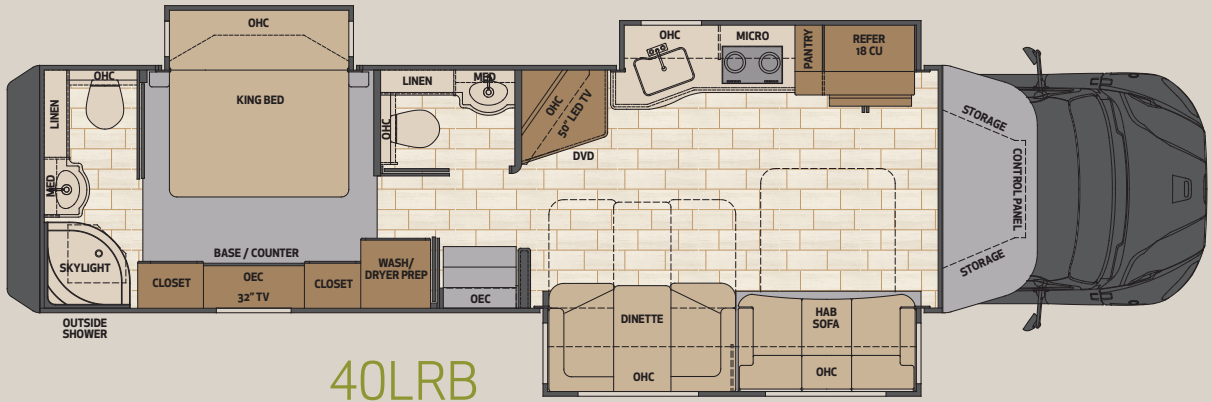 OHC
KING BED
OHC
LINEN
MED
OUTSIDE
SHOWER
SKYLIGHT
BASE / COUNTER
CLOSET
OEC
32" TV
CLOSET
WASH/
DRYER PREP
LINEN
MED
OHC
OEC
OHC
50" LED TV
DVD
OHC
MICRO
PANTRY
REFER
18 CU
DINETTE
OHC
HAB
SOFA
OHC
STORAGE
CONTROL PANEL
STORAGE
40LRB